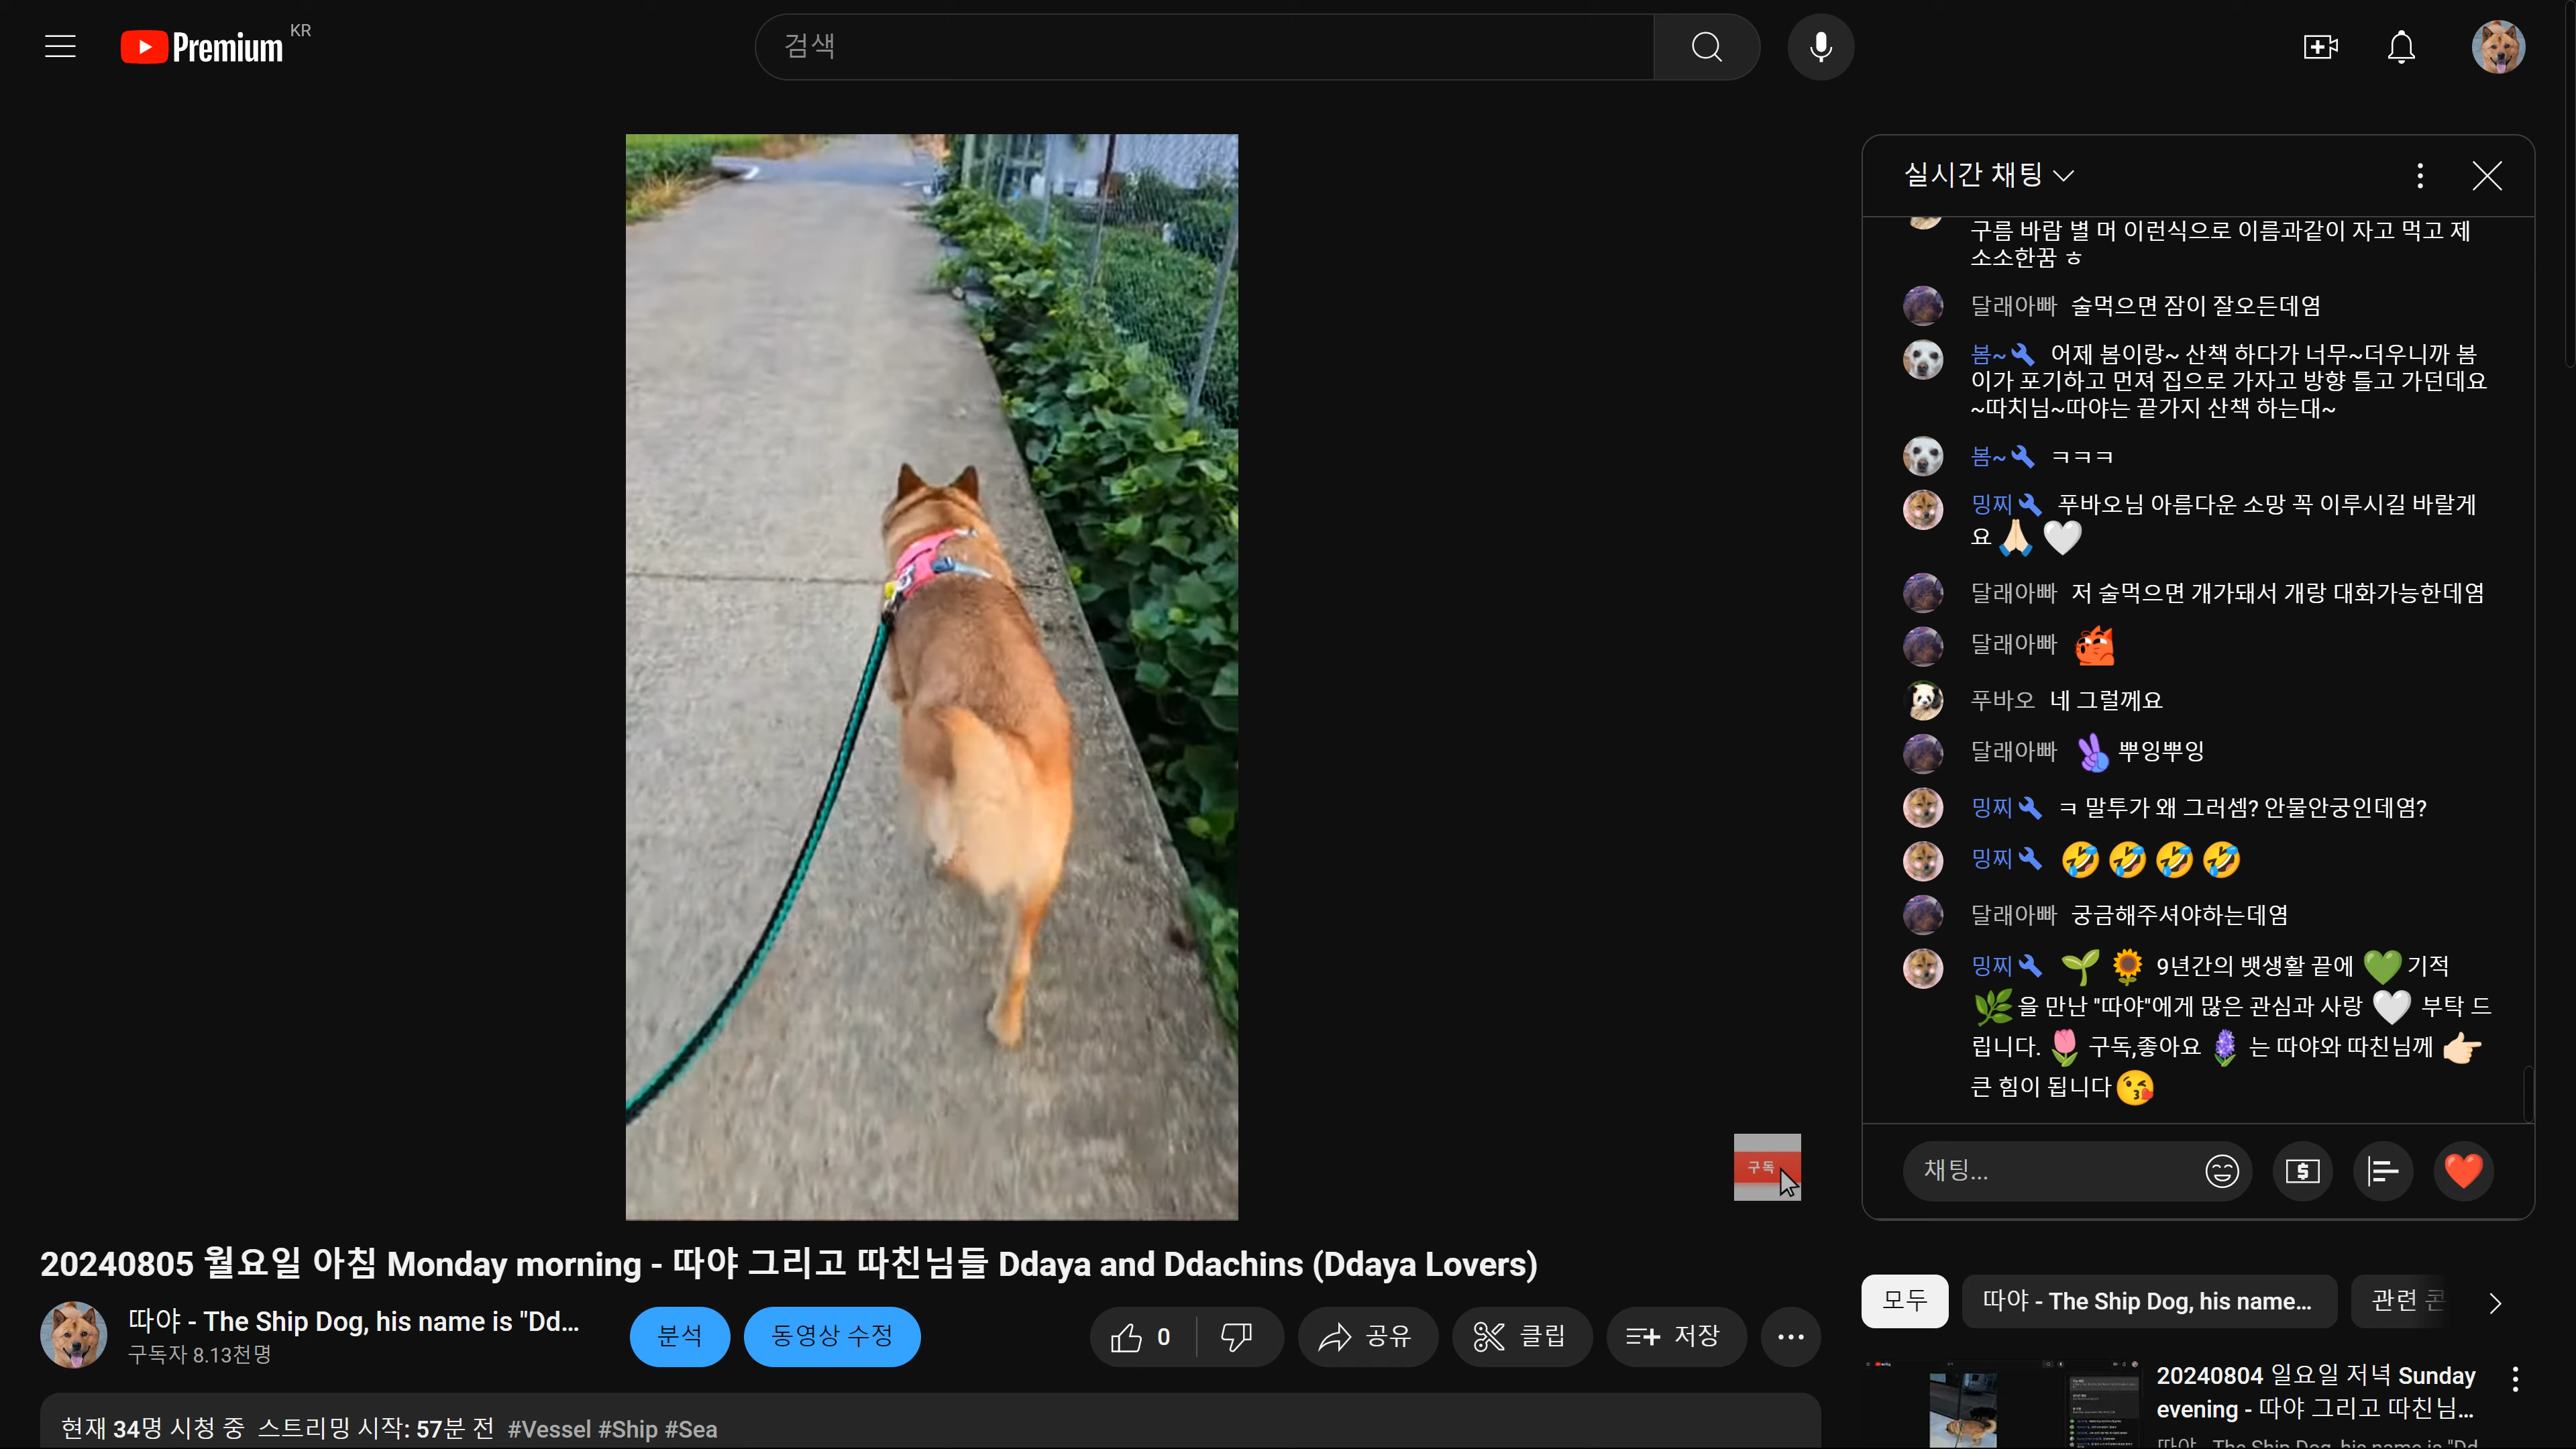 Premium KR
검색
실시간 채팅
구름 바람 별 머 이런식으로 이름과같이 자고 먹고 제
소소한꿈 ㅎ
달래아빠 술먹으면 잠이 잘오든데염
봄~ 어제 봄이랑~ 산책 하다가 너무~더우니까 봄
이가 포기하고 먼져 집으로 가자고 방향 틀고 가던데요
~따치님~따야는 끝가지 산책 하는대~
봄~ ㅋㅋㅋ
밍찌 푸바오님 아름다운 소망 꼭 이루시길 바랄게
요🙏🏻🤍
달래아빠 저 술먹으면 개가돼서 개랑 대화가능한데염
달래아빠
푸바오 네 그럴께요
달래아빠 뿌잉뿌잉
밍찌 ㅋ 말투가 왜 그러셈? 안물안궁인데염?
밍찌 🤣🤣🤣🤣
달래아빠 궁금해주셔야하는데염
밍찌 🌱🌻 9년간의 뱃생활 끝에 💚기적
🌿을 만난 "따야"에게 많은 관심과 사랑 🤍 부탁 드
립니다.🌷 구독,좋아요 🪻 는 따야와 따친님께 👉🏻
큰 힘이 됩니다😘
채팅...
구독
20240805 월요일 아침 Monday morning - 따야 그리고 따친님들 Ddaya and Ddachins (Ddaya Lovers)
따야 - The Ship Dog, his name is "Dd...
구독자 8.13천명
분석
동영상 수정
0
공유
클립
저장
현재 34명 시청 중 스트리밍 시작: 57분 전 #Vessel #Ship #Sea
모두
따야 - The Ship Dog, his name...
관련
20240804 일요일 저녁 Sunday
evening - 따야 그리고 따친님...